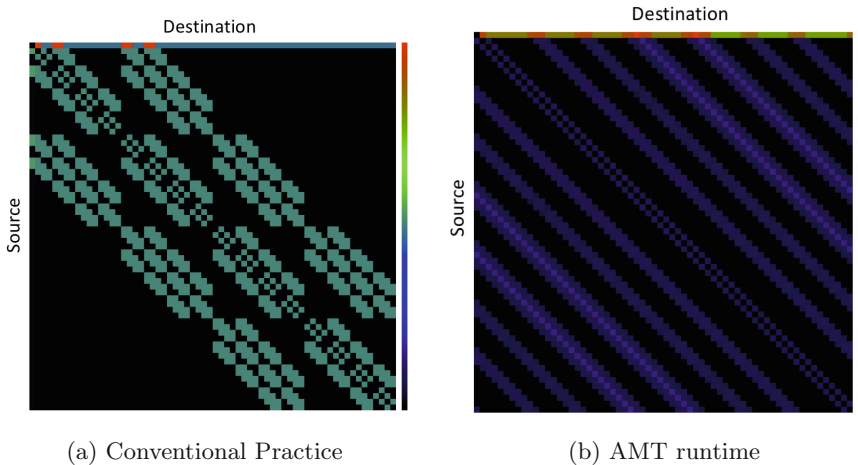 Destination
Source
(a) Conventional Practice
Destination
Source
(b) AMT runtime